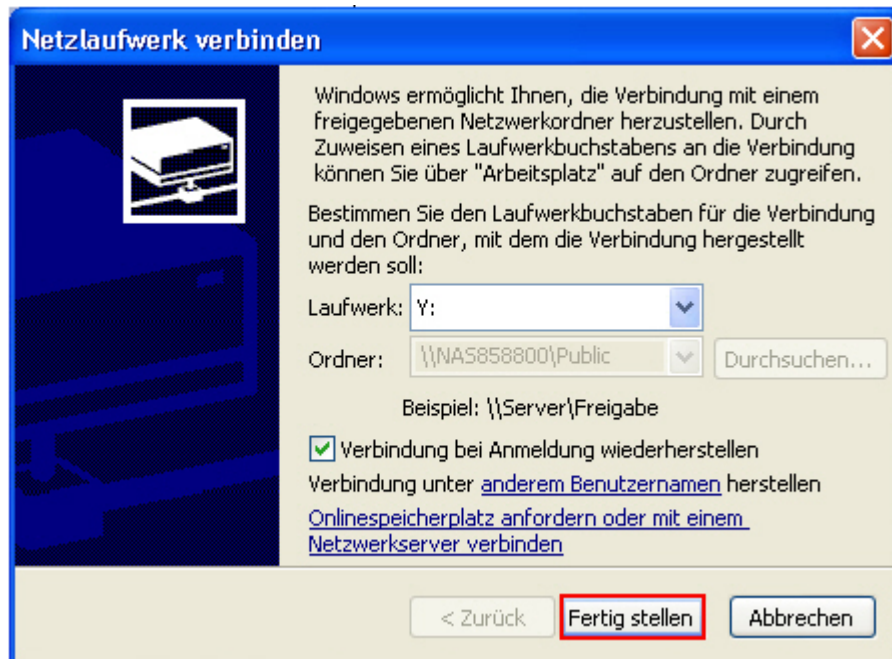 Netzlaufwerk verbinden
Windows ermöglicht Ihnen, die Verbindung mit einem
freigegebenen Netzwerkordner herzustellen. Durch
Zuweisen eines Laufwerkbuchstabens an die Verbindung
können Sie über "Arbeitsplatz" auf den Ordner zugreifen.
Bestimmen Sie den Laufwerkbuchstaben für die Verbindung
und den Ordner, mit dem die Verbindung hergestellt
werden soll:
Laufwerk: Y:
Ordner: \\NAS858800\Public Durchsuchen...
Beispiel: \\Server\Freigabe
Verbindung bei Anmeldung wiederherstellen
Verbindung unter anderem Benutzernamen herstellen
Onlinespeicherplatz anfordern oder mit einem
Netzwerkserver verbinden
< Zurück Fertig stellen Abbrechen